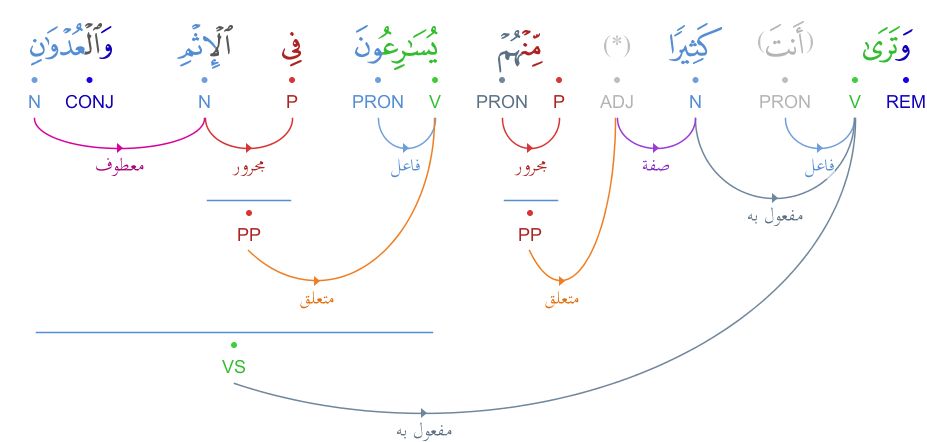 وَتَرَىٰ (أَنتَ) كَثِيرًا (*) مِّنْهُمْ يُسَـٰرِعُونَ فِى ٱلْإِثْمِ وَٱلْعُدْوَٰنِ
REM V PRON N ADJ P PRON V PRON P N CONJ N
فاعل صفة مجرور فاعل مجرور معطوف
مفعول به
PP PP
متعلق متعلق
VS
مفعول به